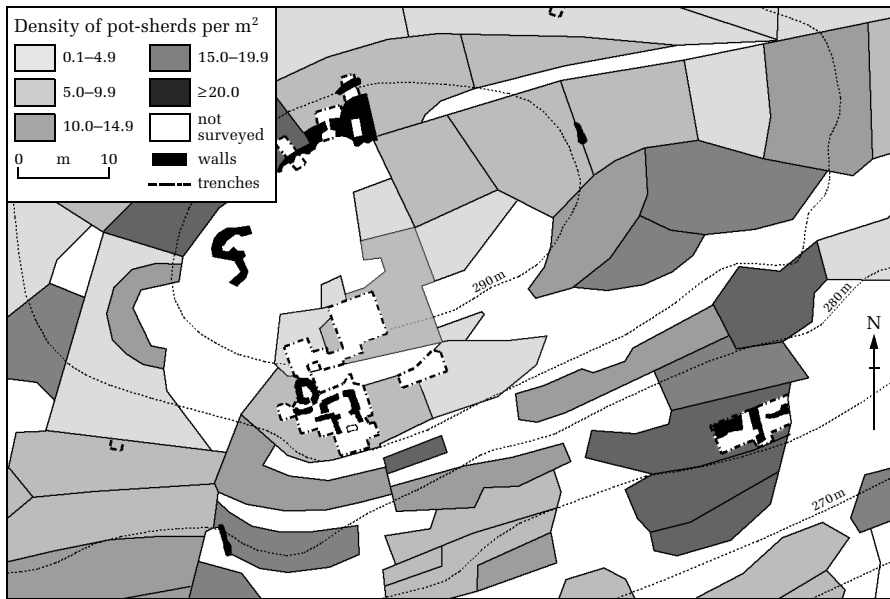 Density of pot-sherds per m²
0.1–4.9
5.0–9.9
10.0–14.9
15.0–19.9
≥20.0
not
surveyed
walls
trenches
0 m 10
290 m
280 m
270 m
N